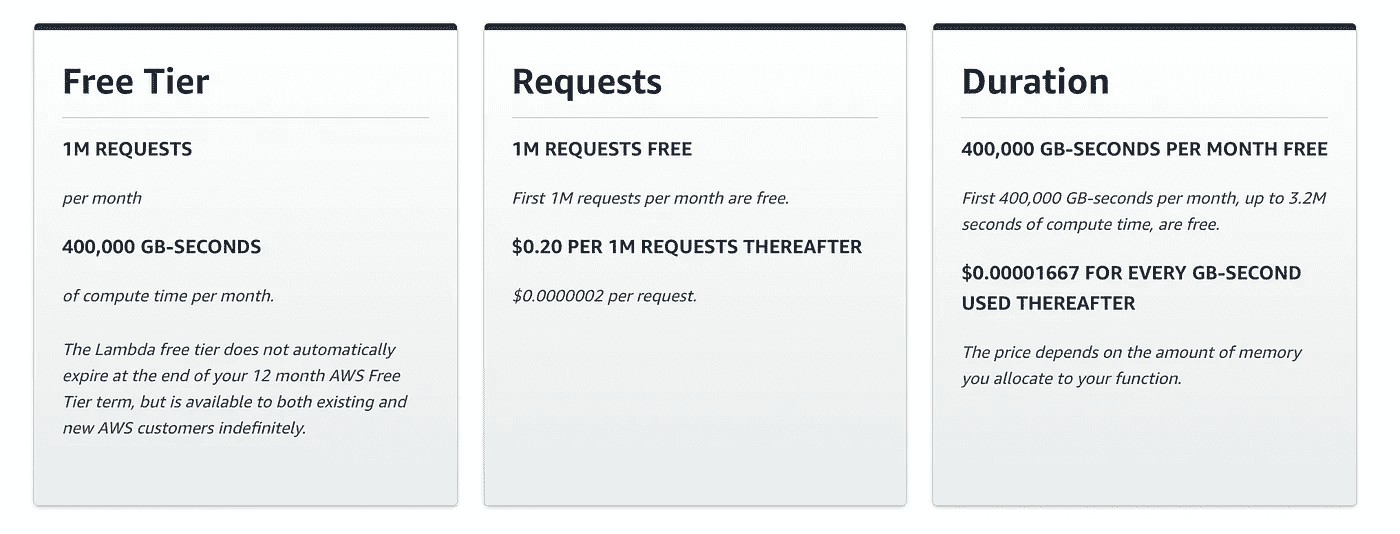 Free Tier
1M REQUESTS
per month
400,000 GB-SECONDS
of compute time per month.
The Lambda free tier does not automatically
expire at the end of your 12 month AWS Free
Tier term, but is available to both existing and
new AWS customers indefinitely.
Requests
1M REQUESTS FREE
First 1M requests per month are free.
$0.20 PER 1M REQUESTS THEREAFTER
$0.0000002 per request.
Duration
400,000 GB-SECONDS PER MONTH FREE
First 400,000 GB-seconds per month, up to 3.2M
seconds of compute time, are free.
$0.00001667 FOR EVERY GB-SECOND
USED THEREAFTER
The price depends on the amount of memory
you allocate to your function.